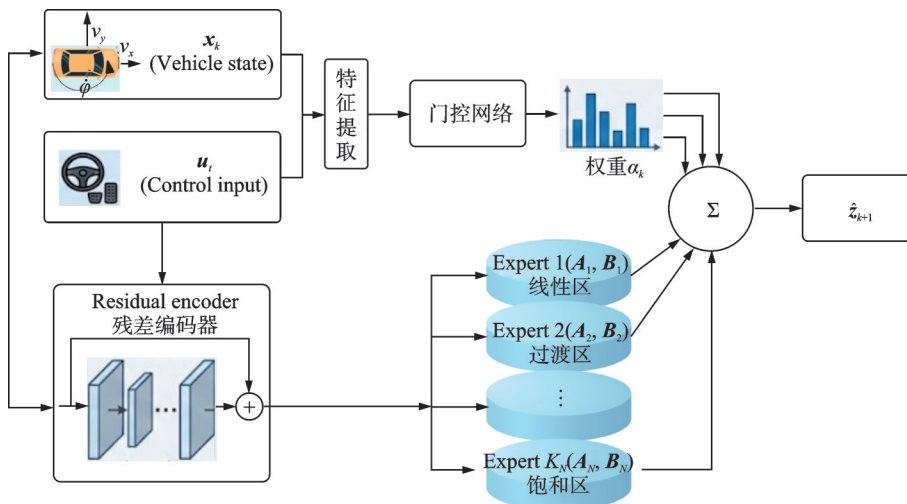 v_y
v_x
φ̇
x_k
(Vehicle state)
u_t
(Control input)
特征提取
门控网络
权重α_k
Σ
ẑ_{k+1}
Residual encoder
残差编码器
…
+
Expert 1(A_1, B_1)
线性区
Expert 2(A_2, B_2)
过渡区
⋮
Expert K_N(A_N, B_N)
饱和区